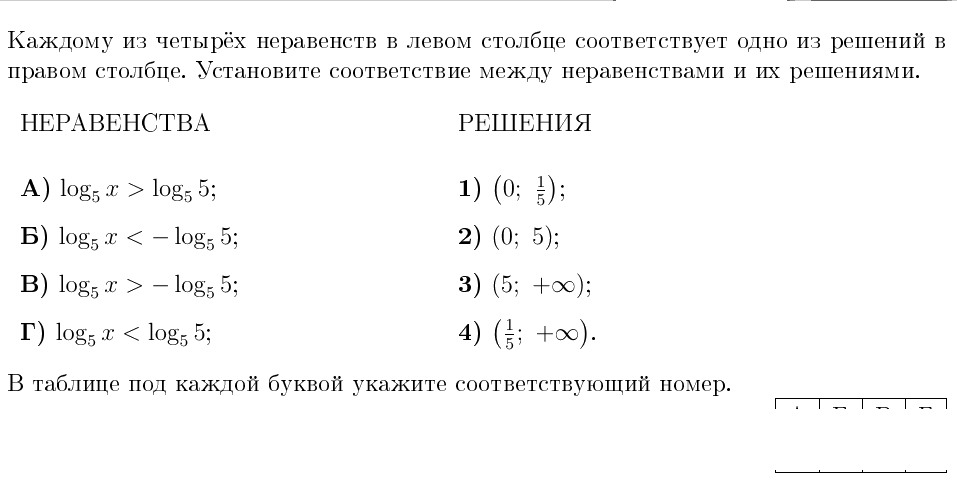 Каждому из четырёх неравенств в левом столбце соответствует одно из решений в
правом столбце. Установите соответствие между неравенствами и их решениями.
НЕРАВЕНСТВА РЕШЕНИЯ
А) log₅ x > log₅ 5; 1) (0; 1/5);
Б) log₅ x < − log₅ 5; 2) (0; 5);
В) log₅ x > − log₅ 5; 3) (5; +∞);
Г) log₅ x < log₅ 5; 4) (1/5; +∞).
В таблице под каждой буквой укажите соответствующий номер.